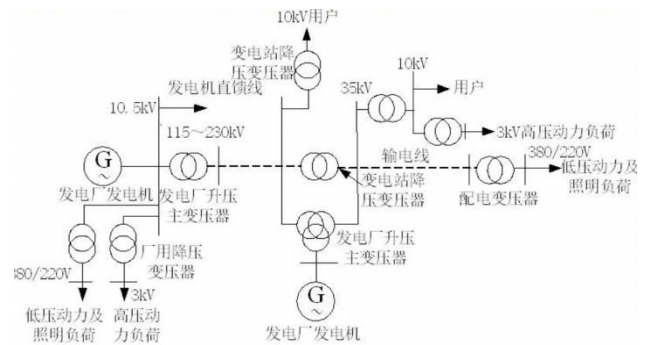 10kV用户
变电站降
压变压器
发电机直馈线
10.5kV
115～230kV
35kV
10kV
用户
3kV高压动力负荷
G
~
发电厂发电机
发电厂升压
主变压器
输电线
变电站降
压变压器
380/220V
低压动力及
照明负荷
配电变压器
发电厂升压
主变压器
厂用降压
变压器
380/220V
3kV
低压动力及
照明负荷
高压动
力负荷
G
~
发电厂发电机